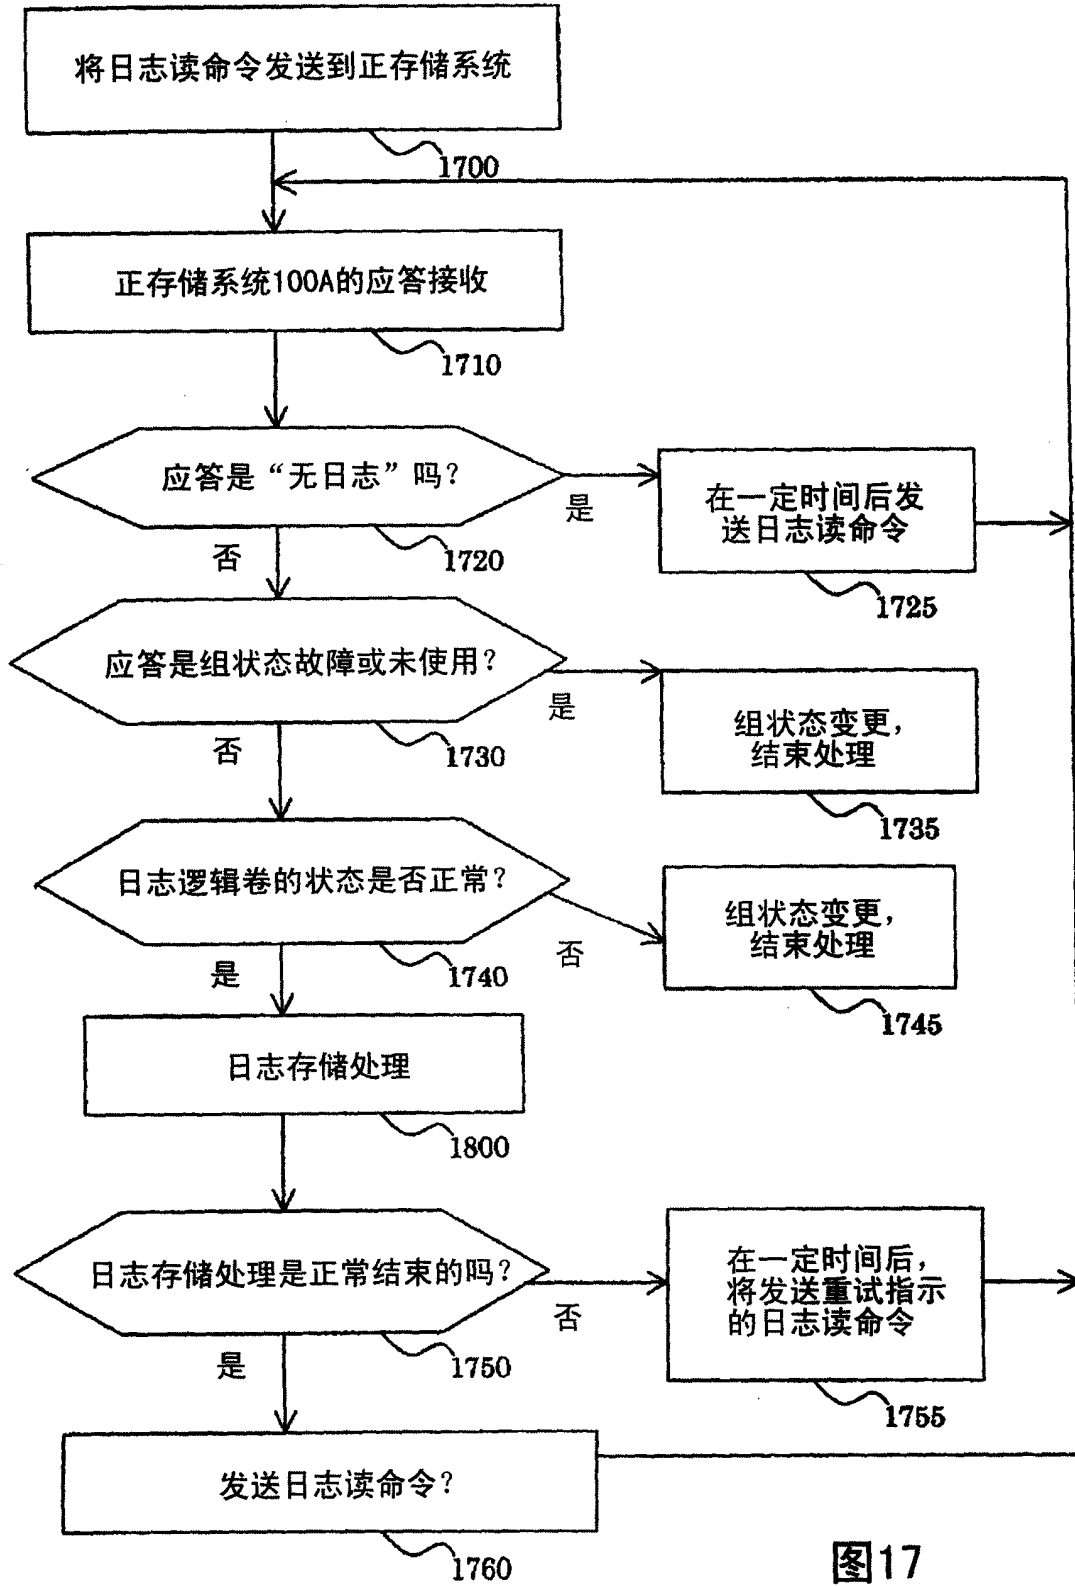 将日志读命令发送到正存储系统
1700
正存储系统100A的应答接收
1710
应答是“无日志”吗？
是
在一定时间后发
送日志读命令
1725
否
1720
应答是组状态故障或未使用？
是
组状态变更，
结束处理
1735
否
1730
日志逻辑卷的状态是否正常？
否
组状态变更，
结束处理
1745
是
1740
日志存储处理
1800
日志存储处理是正常结束的吗？
否
在一定时间后，
将发送重试指示
的日志读命令
1755
是
1750
发送日志读命令？
1760
图17